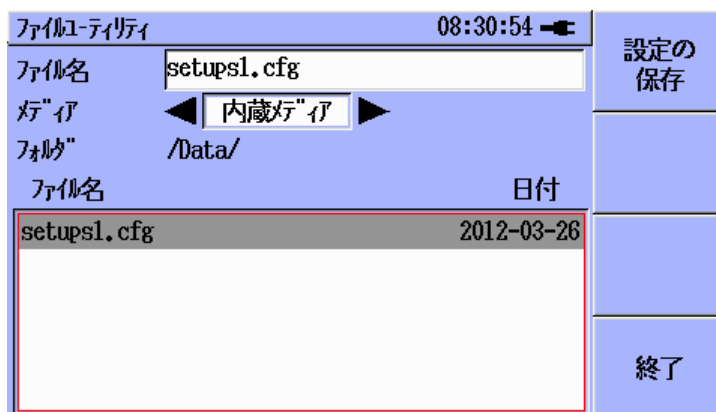 ファイルユーティリティ 08:30:54
ファイル名 setups1.cfg
メディア 内蔵メディア
フォルダ /Data/
ファイル名 日付
setups1.cfg 2012-03-26
設定の
保存
終了